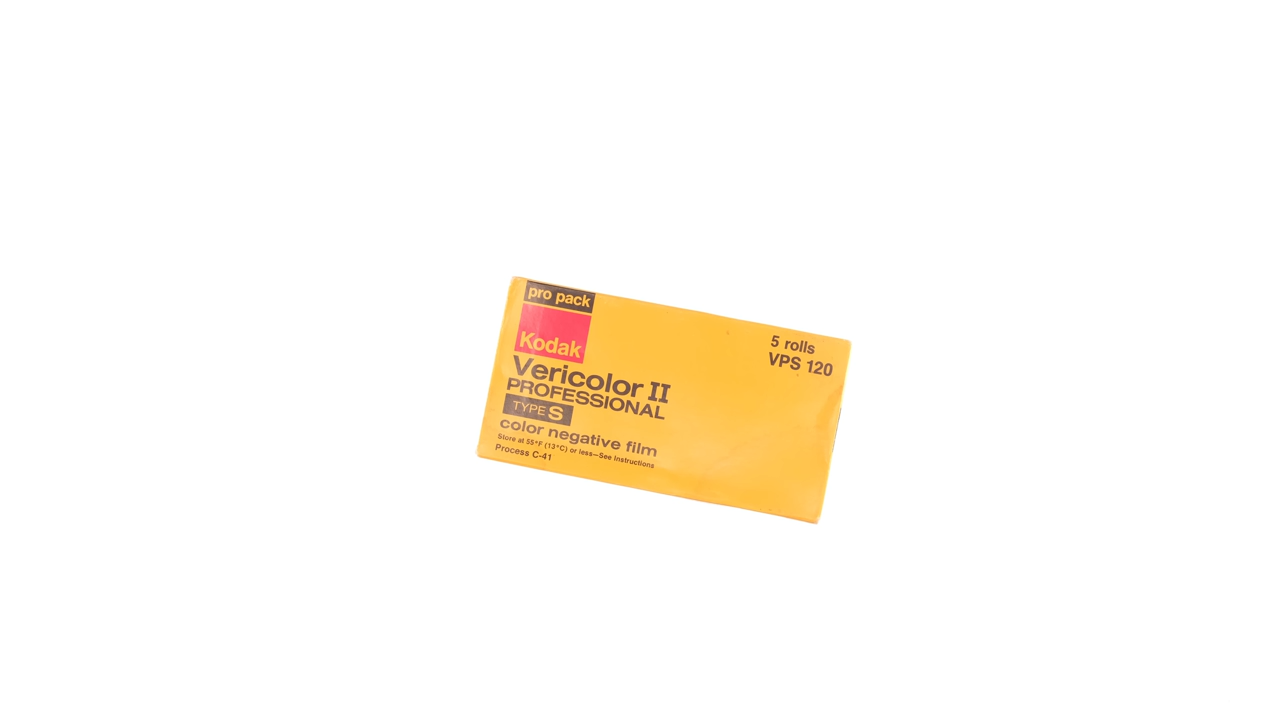 pro pack
Kodak
Vericolor II
PROFESSIONAL
TYPE S
color negative film
Store at 55°F (13°C) or less—See Instructions
Process C-41
5 rolls
VPS 120